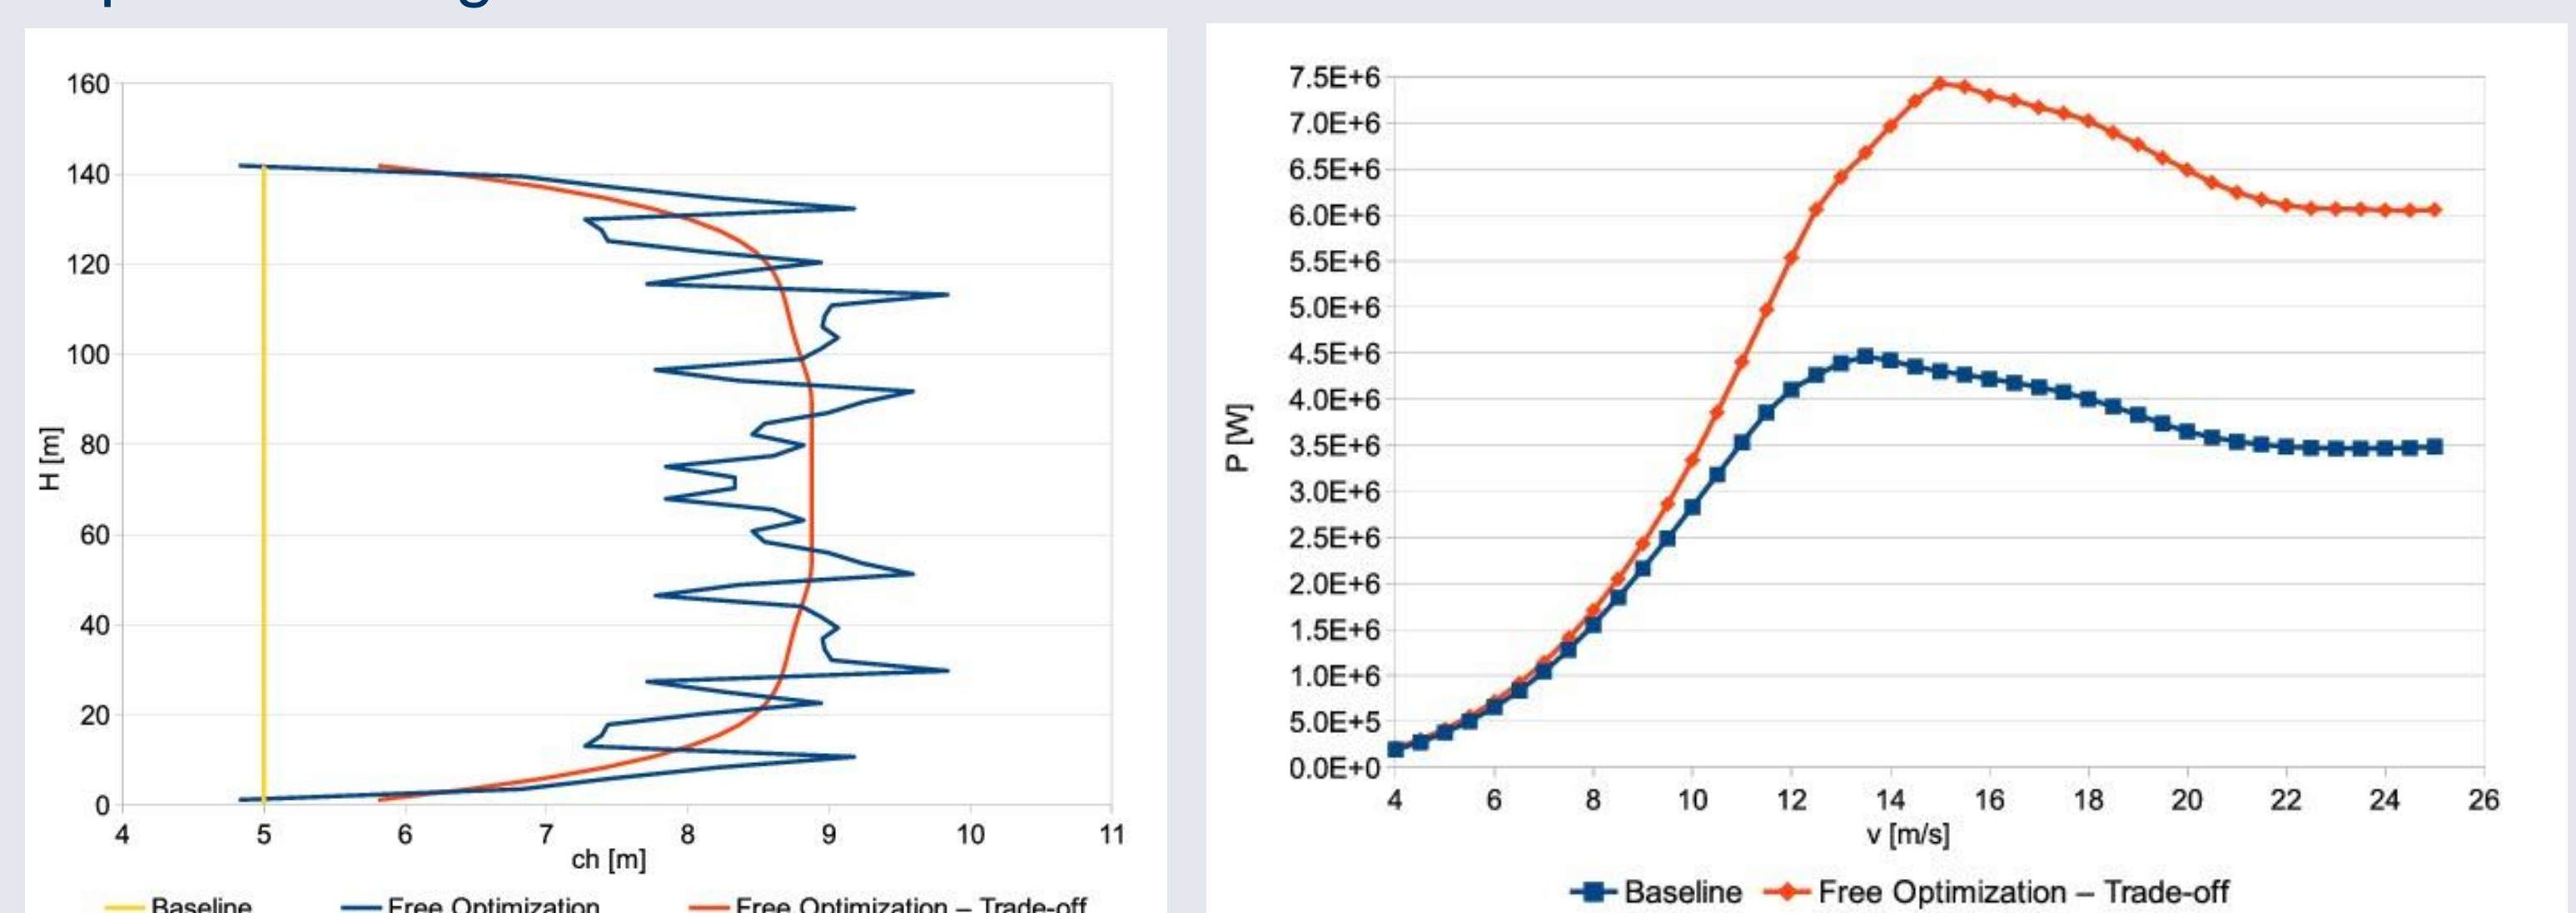 160
140
120
100
80
60
40
20
0
H [m]
4 5 6 7 8 9 10 11
ch [m]
Baseline Free Optimization Free Optimization – Trade-off
7.5E+6
7.0E+6
6.5E+6
6.0E+6
5.5E+6
5.0E+6
4.5E+6
4.0E+6
3.5E+6
3.0E+6
2.5E+6
2.0E+6
1.5E+6
1.0E+6
5.0E+5
0.0E+0
P [W]
4 6 8 10 12 14 16 18 20 22 24 26
v [m/s]
Baseline Free Optimization – Trade-off